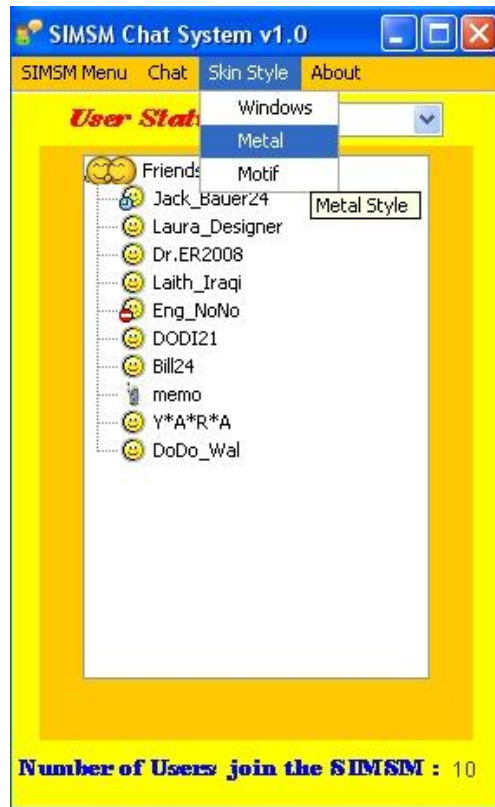 SIMSM Chat System v1.0
SIMSM Menu Chat Skin Style About
User Stat
Windows
Metal
Motif
Metal Style
Friends
Jack_Bauer24
Laura_Designer
Dr.ER2008
Laith_Iraqi
Eng_NoNo
DODI21
Bill24
memo
Y*A*R*A
DoDo_Wal
Number of Users join the SIMSM : 10